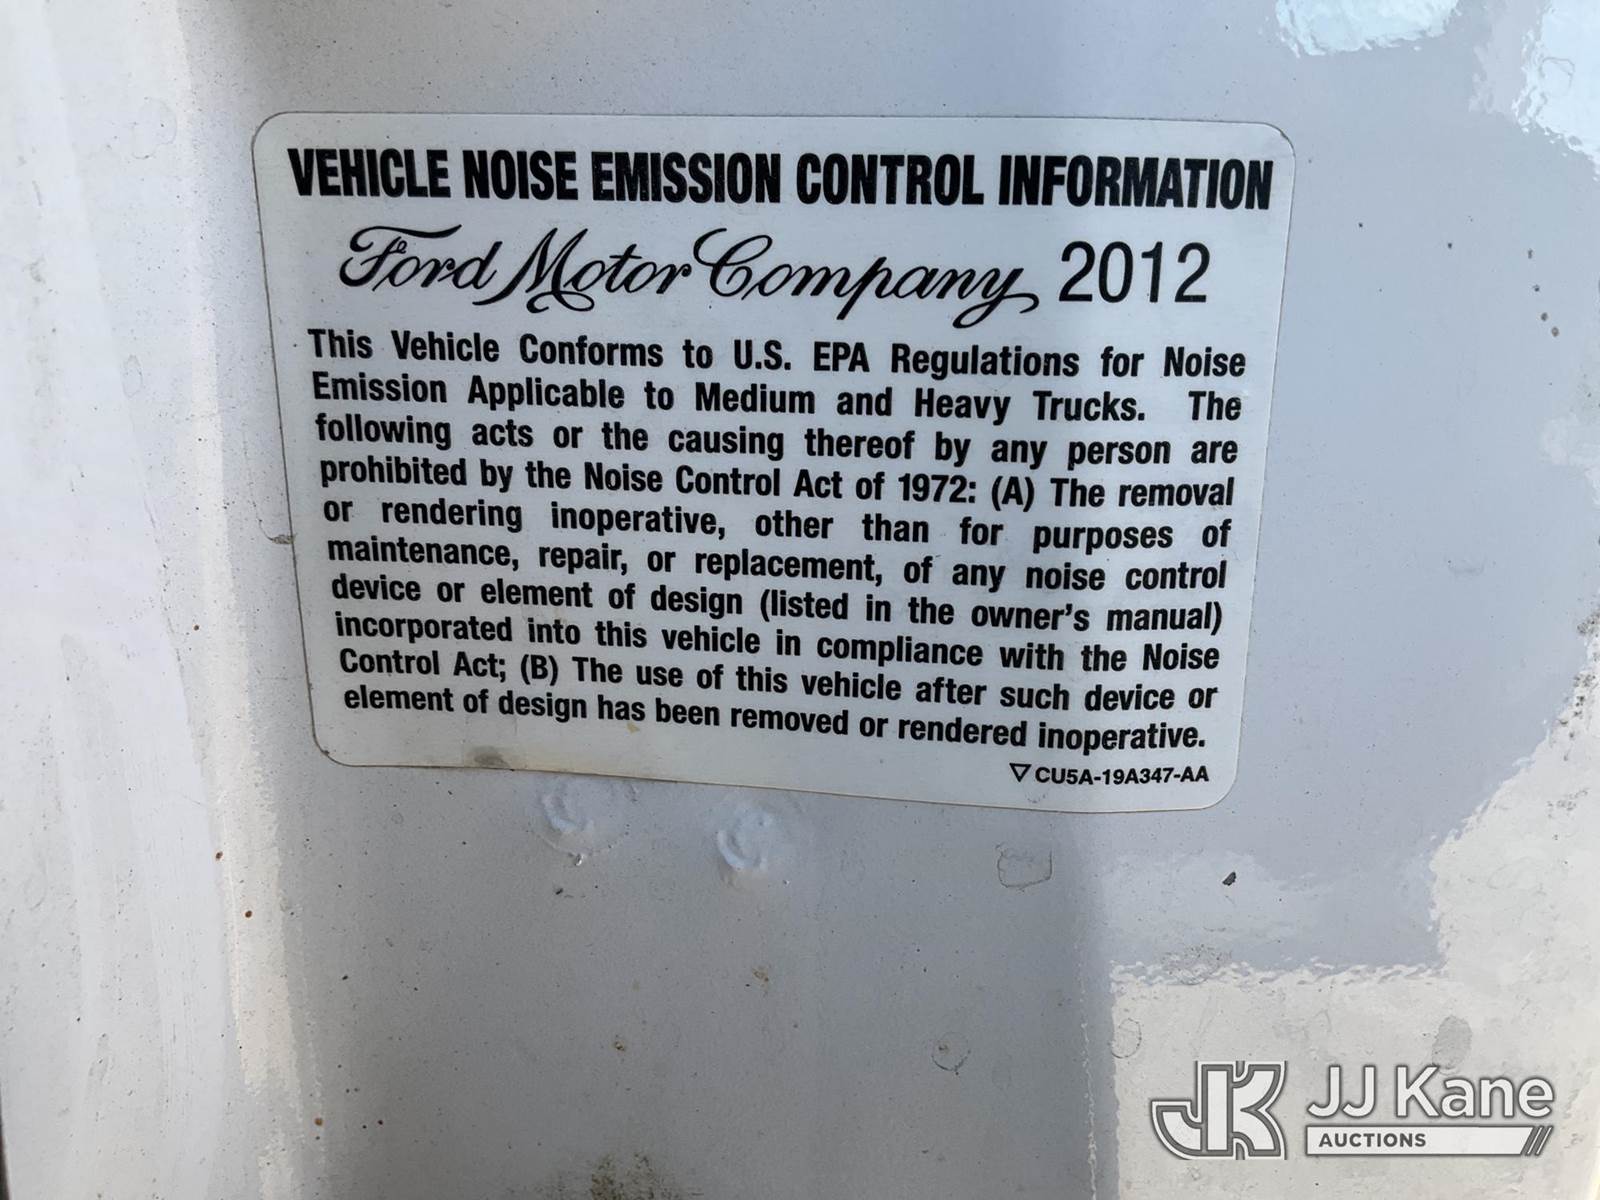 VEHICLE NOISE EMISSION CONTROL INFORMATION
Ford Motor Company 2012
This Vehicle Conforms to U.S. EPA Regulations for Noise
Emission Applicable to Medium and Heavy Trucks. The
following acts or the causing thereof by any person are
prohibited by the Noise Control Act of 1972: (A) The removal
or rendering inoperative, other than for purposes of
maintenance, repair, or replacement, of any noise control
device or element of design (listed in the owner's manual)
incorporated into this vehicle in compliance with the Noise
Control Act; (B) The use of this vehicle after such device or
element of design has been removed or rendered inoperative.
▽ CU5A-19A347-AA
JK JJ Kane
AUCTIONS